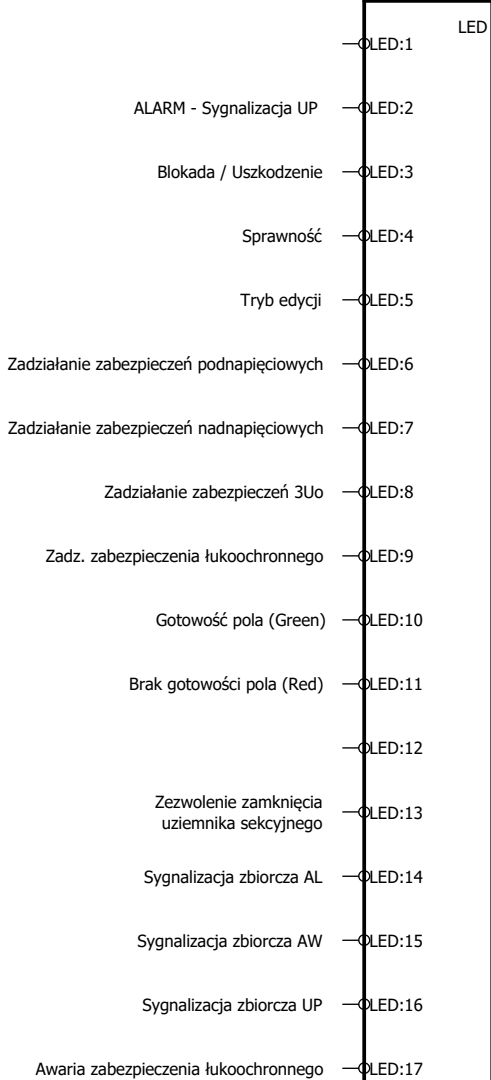 LED
LED:1
ALARM - Sygnalizacja UP LED:2
Blokada / Uszkodzenie LED:3
Sprawność LED:4
Tryb edycji LED:5
Zadziałanie zabezpieczeń podnapięciowych LED:6
Zadziałanie zabezpieczeń nadnapięciowych LED:7
Zadziałanie zabezpieczeń 3Uo LED:8
Zadz. zabezpieczenia łukoochronnego LED:9
Gotowość pola (Green) LED:10
Brak gotowości pola (Red) LED:11
LED:12
Zezwolenie zamknięcia
uziemnika sekcyjnego
LED:13
Sygnalizacja zbiorcza AL LED:14
Sygnalizacja zbiorcza AW LED:15
Sygnalizacja zbiorcza UP LED:16
Awaria zabezpieczenia łukoochronnego LED:17